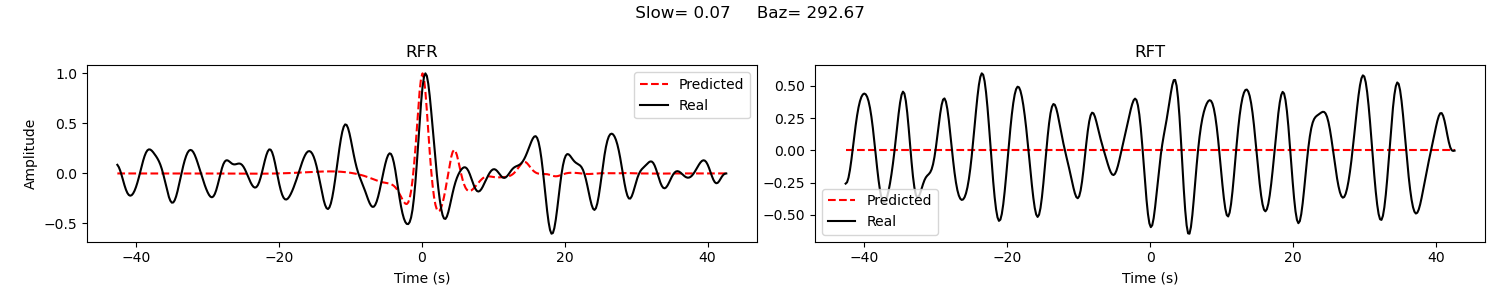 Slow= 0.07 Baz= 292.67
RFR
Amplitude
1.0
0.5
0.0
−0.5
Predicted
Real
−40
−20
0
20
40
Time (s)
RFT
0.50
0.25
0.00
−0.25
−0.50
Predicted
Real
−40
−20
0
20
40
Time (s)